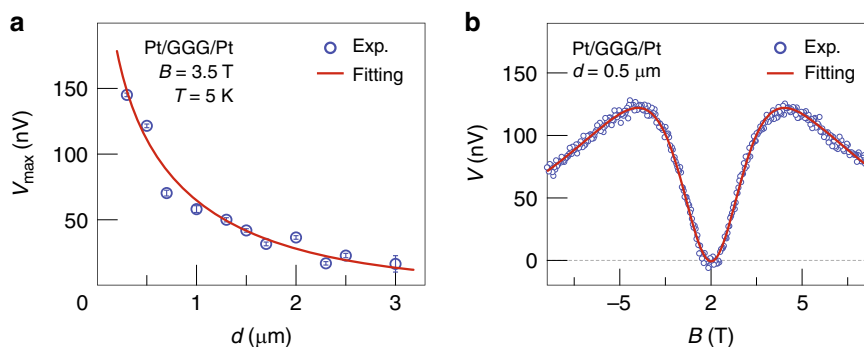 a
Pt/GGG/Pt
B = 3.5 T
T = 5 K
Exp.
Fitting
150
100
50
0
1
2
3
V_max (nV)
d (μm)
b
Pt/GGG/Pt
d = 0.5 μm
Exp.
Fitting
150
100
50
0
–5
2
5
V (nV)
B (T)